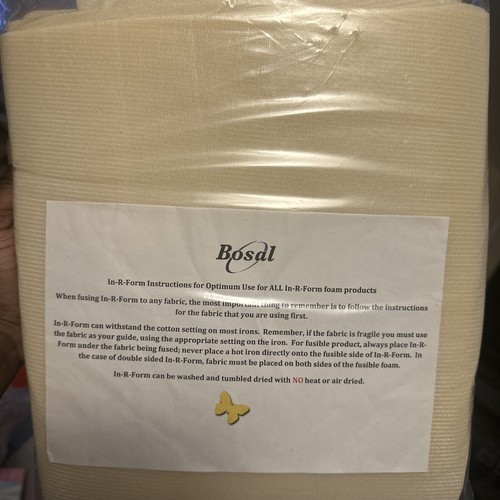 Bosal
In-R-Form Instructions for Optimum Use for ALL In-R-Form foam products
When fusing In-R-Form to any fabric, the most important thing to remember is to follow the instructions
for the fabric that you are using first.
In-R-Form can withstand the cotton setting on most irons. Remember, if the fabric is fragile you must use
the fabric as your guide, using the appropriate setting on the iron. For fusible product, always place In-R-
Form under the fabric being fused; never place a hot iron directly onto the fusible side of In-R-Form. In
the case of double sided In-R-Form, fabric must be placed on both sides of the fusible foam.
In-R-Form can be washed and tumbled dried with NO heat or air dried.